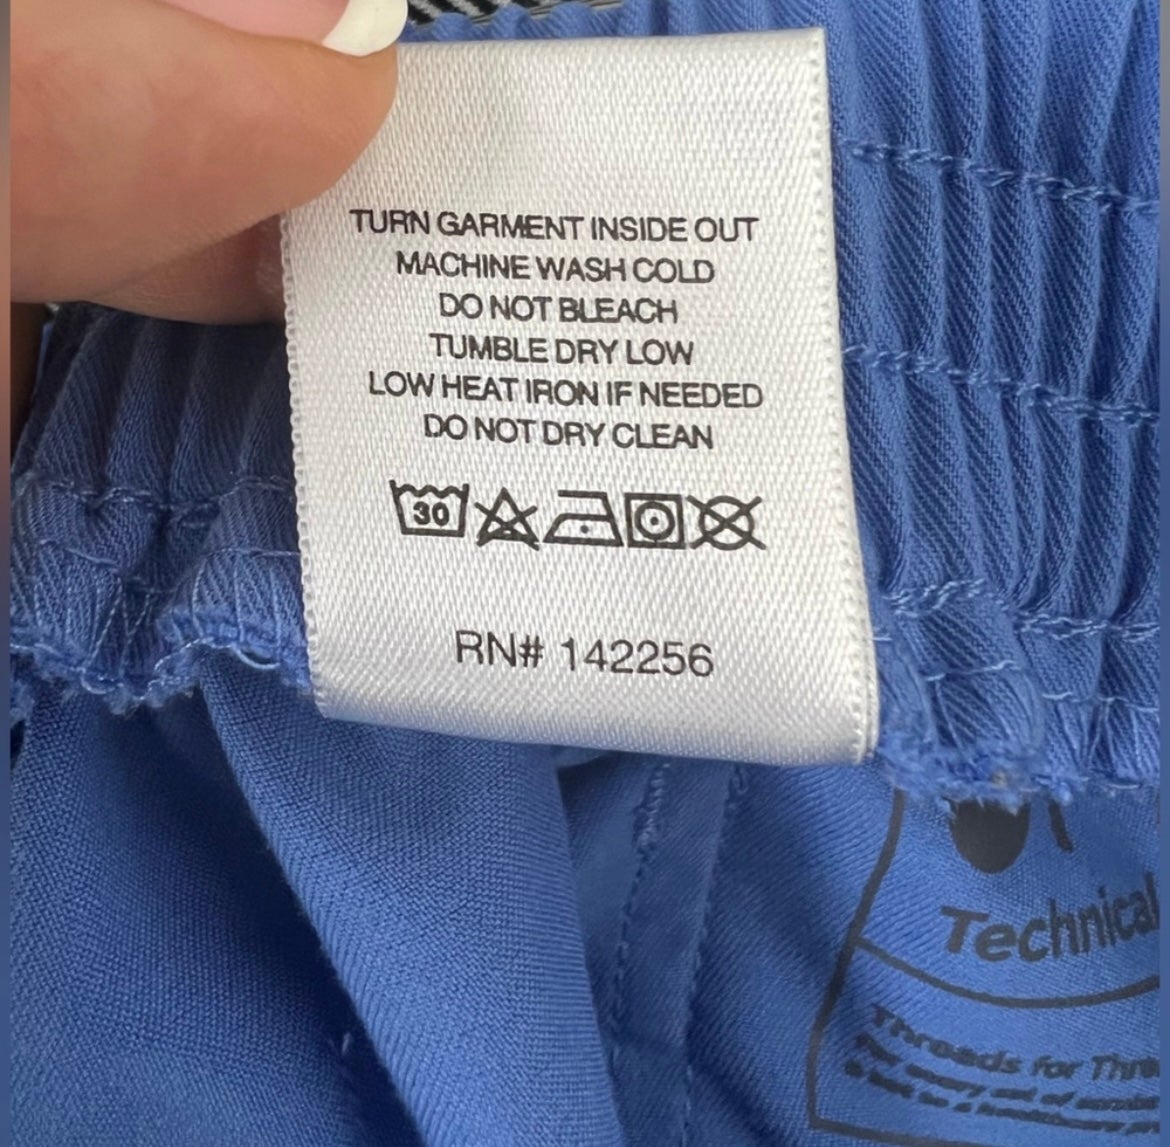 TURN GARMENT INSIDE OUT
MACHINE WASH COLD
DO NOT BLEACH
TUMBLE DRY LOW
LOW HEAT IRON IF NEEDED
DO NOT DRY CLEAN
30
RN# 142256
Technical
Threads for